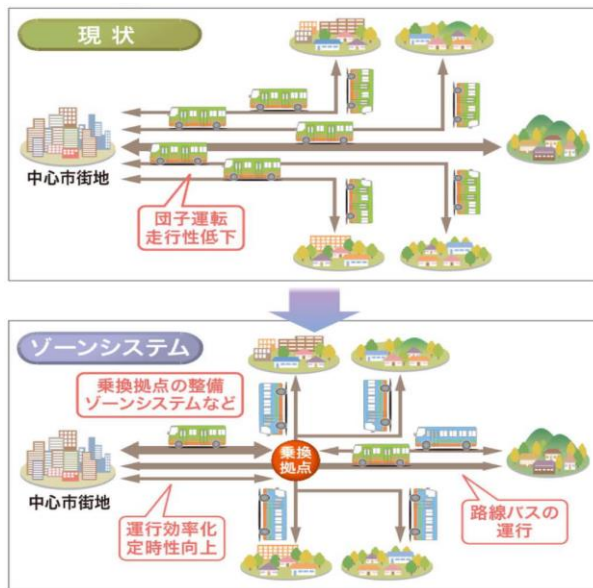 現状
中心市街地
団子運転
走行性低下
ゾーンシステム
乗換拠点の整備
ゾーンシステムなど
乗換
拠点
中心市街地
運行効率化
定時性向上
路線バスの
運行